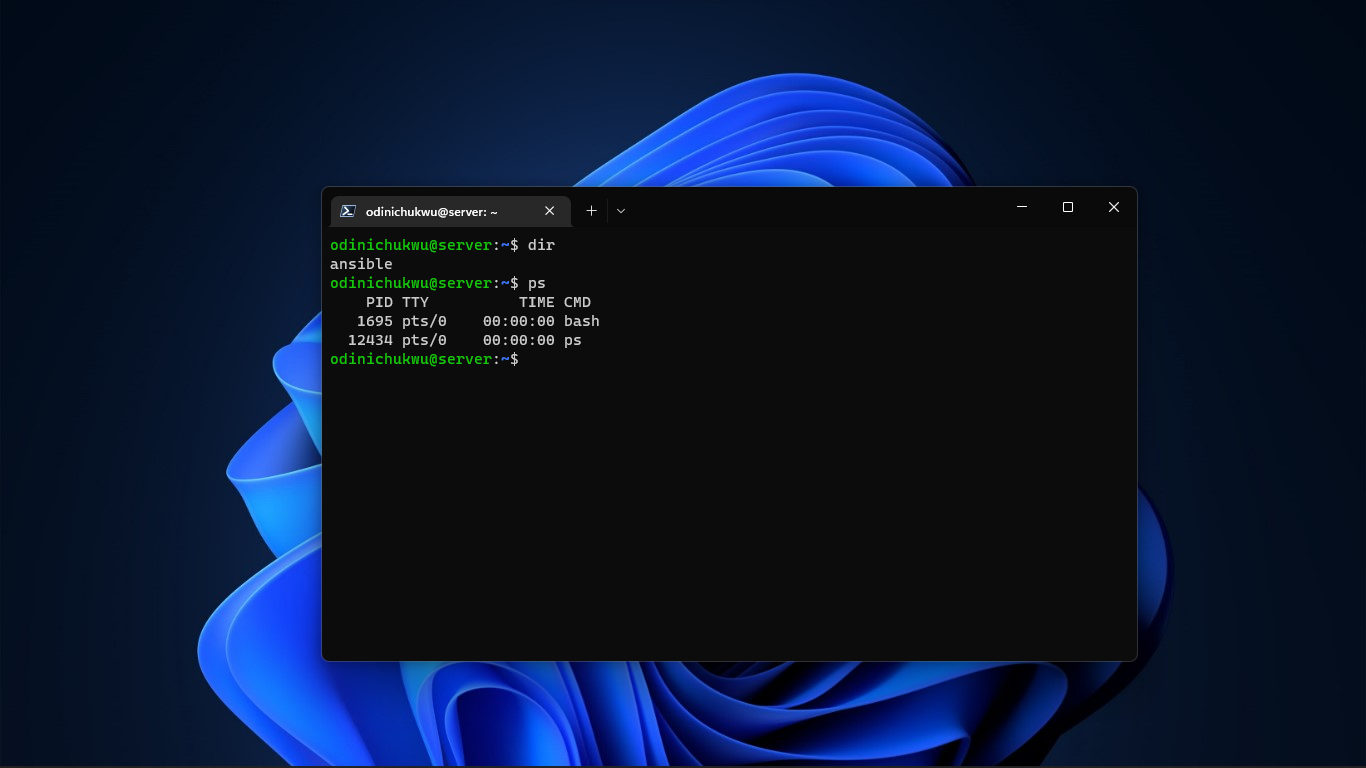 odinichukwu@server: ~
odinichukwu@server:~$ dir
ansible
odinichukwu@server:~$ ps
    PID TTY          TIME CMD
   1695 pts/0    00:00:00 bash
  12434 pts/0    00:00:00 ps
odinichukwu@server:~$